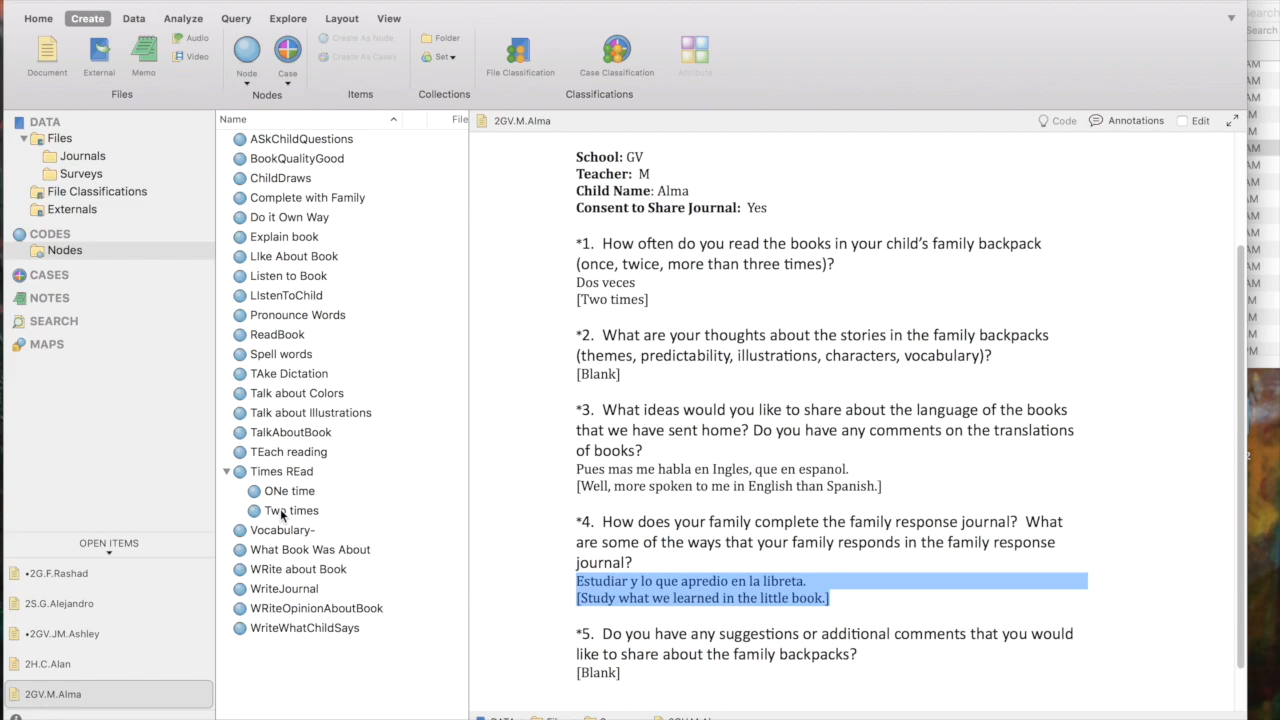 Home Create Data Analyze Query Explore Layout View
Document External Memo Audio Video
Node Case Create As Node Create As Cases
Folder Set
File Classification Case Classification Attribute
Files Nodes Items Collections Classifications
DATA
Files
Journals
Surveys
File Classifications
Externals
CODES
Nodes
CASES
NOTES
SEARCH
MAPS
OPEN ITEMS
•2G.F.Rashad
2S.G.Alejandro
•2GV.JM.Ashley
2H.C.Alan
2GV.M.Alma
Name File
ASkChildQuestions
BookQualityGood
ChildDraws
Complete with Family
Do it Own Way
Explain book
LIke About Book
Listen to Book
LIstenToChild
Pronounce Words
ReadBook
Spell words
TAke Dictation
Talk about Colors
Talk about Illustrations
TalkAboutBook
TEach reading
Times REad
ONe time
Two times
Vocabulary-
What Book Was About
WRite about Book
WriteJournal
WRiteOpinionAboutBook
WriteWhatChildSays
2GV.M.Alma Code Annotations Edit
School: GV
Teacher: M
Child Name: Alma
Consent to Share Journal: Yes
*1. How often do you read the books in your child's family backpack
(once, twice, more than three times)?
Dos veces
[Two times]
*2. What are your thoughts about the stories in the family backpacks
(themes, predictability, illustrations, characters, vocabulary)?
[Blank]
*3. What ideas would you like to share about the language of the books
that we have sent home? Do you have any comments on the translations
of books?
Pues mas me habla en Ingles, que en espanol.
[Well, more spoken to me in English than Spanish.]
*4. How does your family complete the family response journal? What
are some of the ways that your family responds in the family response
journal?
Estudiar y lo que apredio en la libreta.
[Study what we learned in the little book.]
*5. Do you have any suggestions or additional comments that you would
like to share about the family backpacks?
[Blank]